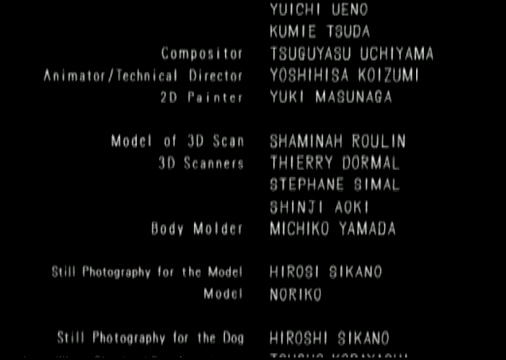 YUICHI UENO
KUMIE TSUDA
Compositor TSUGUYASU UCHIYAMA
Animator/Technical Director YOSHIHISA KOIZUMI
2D Painter YUKI MASUNAGA
Model of 3D Scan SHAMINAH ROULIN
3D Scanners THIERRY DORMAL
STEPHANE SIMAL
SHINJI AOKI
Body Molder MICHIKO YAMADA
Still Photography for the Model HIROSI SIKANO
Model NORIKO
Still Photography for the Dog HIROSHI SIKANO